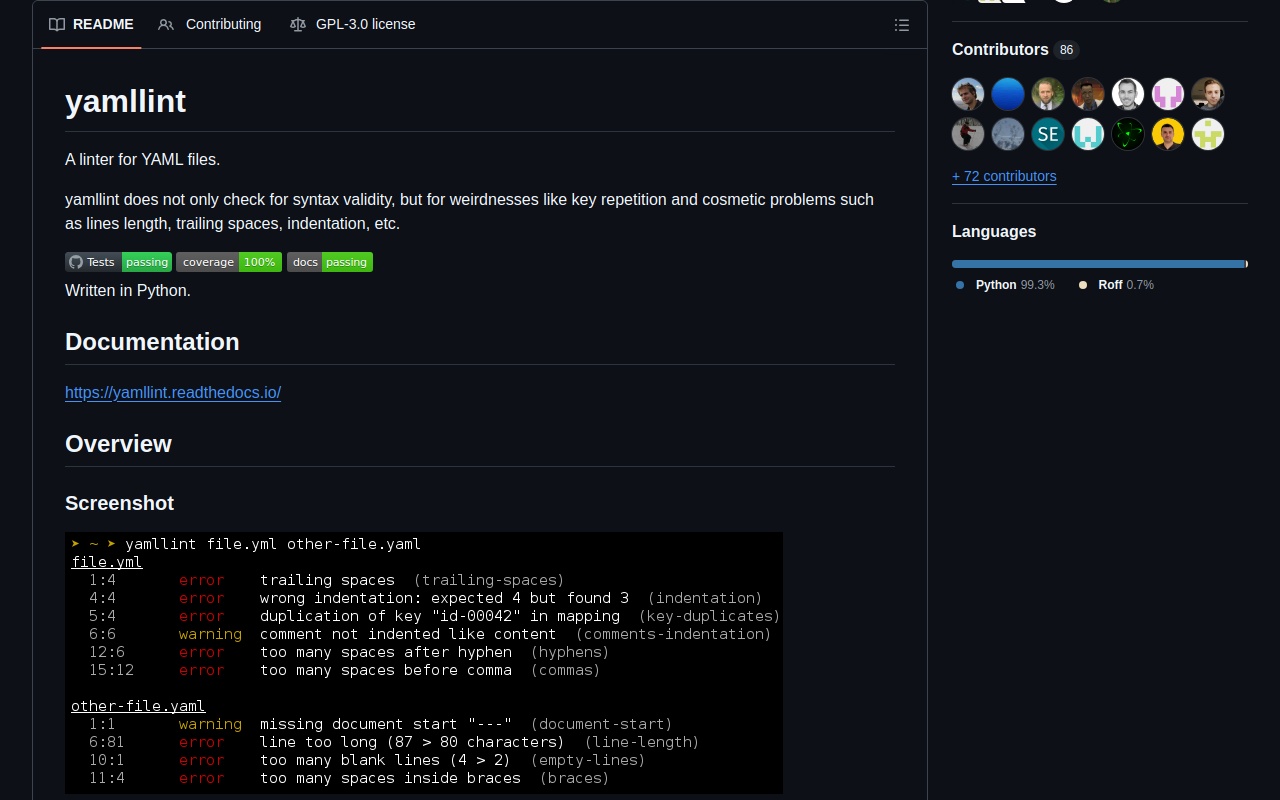 README
Contributing
GPL-3.0 license
yamllint
A linter for YAML files.
yamllint does not only check for syntax validity, but for weirdnesses like key repetition and cosmetic problems such
as lines length, trailing spaces, indentation, etc.
Tests passing coverage 100% docs passing
Written in Python.
Documentation
https://yamllint.readthedocs.io/
Overview
Screenshot
➤ ~ ➤ yamllint file.yml other-file.yaml
file.yml
1:4 error trailing spaces (trailing-spaces)
4:4 error wrong indentation: expected 4 but found 3 (indentation)
5:4 error duplication of key "id-00042" in mapping (key-duplicates)
6:6 warning comment not indented like content (comments-indentation)
12:6 error too many spaces after hyphen (hyphens)
15:12 error too many spaces before comma (commas)
other-file.yaml
1:1 warning missing document start "---" (document-start)
6:81 error line too long (87 > 80 characters) (line-length)
10:1 error too many blank lines (4 > 2) (empty-lines)
11:4 error too many spaces inside braces (braces)
Contributors 86
SE
+ 72 contributors
Languages
Python 99.3% Roff 0.7%